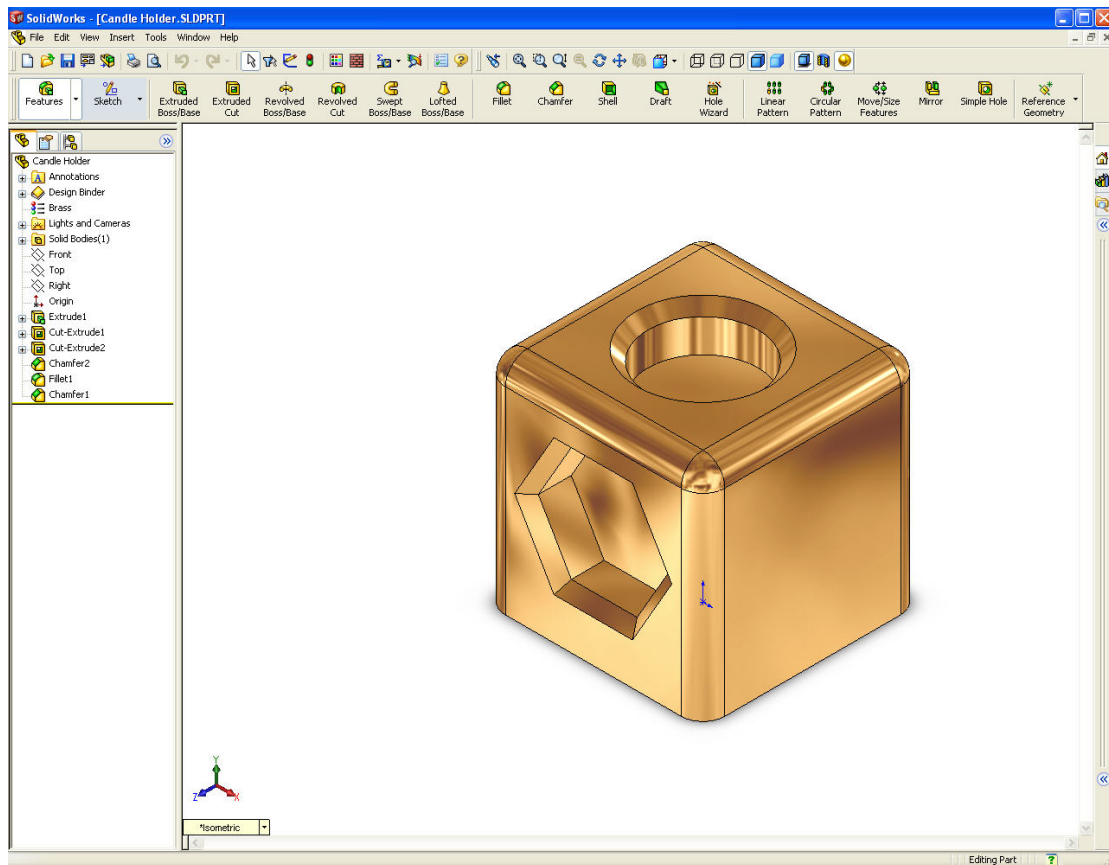 SolidWorks - [Candle Holder.SLDPRT]
File Edit View Insert Tools Window Help
Features Sketch Extruded Boss/Base Extruded Cut Revolved Boss/Base Revolved Cut Swept Boss/Base Lofted Boss/Base Fillet Chamfer Shell Draft Hole Wizard Linear Pattern Circular Pattern Move/Size Features Mirror Simple Hole Reference Geometry
Candle Holder
Annotations
Design Binder
Brass
Lights and Cameras
Solid Bodies(1)
Front
Top
Right
Origin
Extrude1
Cut-Extrude1
Cut-Extrude2
Chamfer2
Fillet1
Chamfer1
Y
Z X
*Isometric
Editing Part